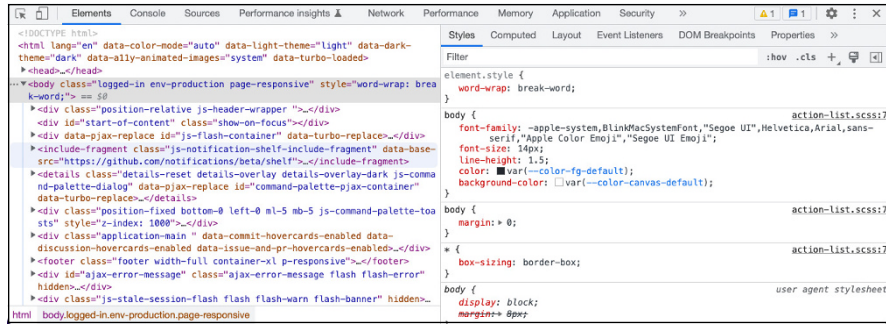 Elements Console Sources Performance insights Network Performance Memory Application Security » 1 1
<!DOCTYPE html>
<html lang="en" data-color-mode="auto" data-light-theme="light" data-dark-
theme="dark" data-a11y-animated-images="system" data-turbo-loaded>
<head>…</head>
<body class="logged-in env-production page-responsive" style="word-wrap: brea
k-word;"> == $0
<div class="position-relative js-header-wrapper ">…</div>
<div id="start-of-content" class="show-on-focus"></div>
<div data-pjax-replace id="js-flash-container" data-turbo-replace>…</div>
<include-fragment class="js-notification-shelf-include-fragment" data-base-
src="https://github.com/notifications/beta/shelf">…</include-fragment>
<details class="details-reset details-overlay details-overlay-dark js-comma
nd-palette-dialog" data-pjax-replace id="command-palette-pjax-container"
data-turbo-replace>…</details>
<div class="position-fixed bottom-0 left-0 ml-5 mb-5 js-command-palette-toa
sts" style="z-index: 1000">…</div>
<div class="application-main " data-commit-hovercards-enabled data-
discussion-hovercards-enabled data-issue-and-pr-hovercards-enabled>…</div>
<footer class="footer width-full container-xl p-responsive">…</footer>
<div id="ajax-error-message" class="ajax-error-message flash flash-error"
hidden>…</div>
<div class="js-stale-session-flash flash flash-warn flash-banner" hidden>…
html body.logged-in.env-production.page-responsive
Styles Computed Layout Event Listeners DOM Breakpoints Properties »
Filter :hov .cls +
element.style {
word-wrap: break-word;
}
body { action-list.scss:7
font-family: -apple-system,BlinkMacSystemFont,"Segoe UI",Helvetica,Arial,sans-
serif,"Apple Color Emoji","Segoe UI Emoji";
font-size: 14px;
line-height: 1.5;
color: var(--color-fg-default);
background-color: var(--color-canvas-default);
}
body { action-list.scss:7
margin: 0;
}
* { action-list.scss:7
box-sizing: border-box;
}
body { user agent stylesheet
display: block;
margin: 8px;